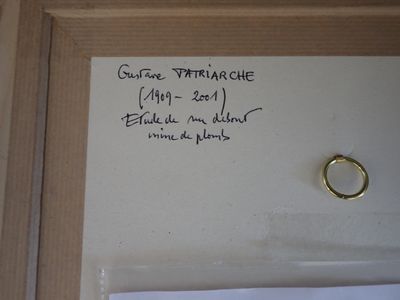 Gustave PATRIARCHE
(1909 - 2001)
Etude de nu debout
mine de plomb